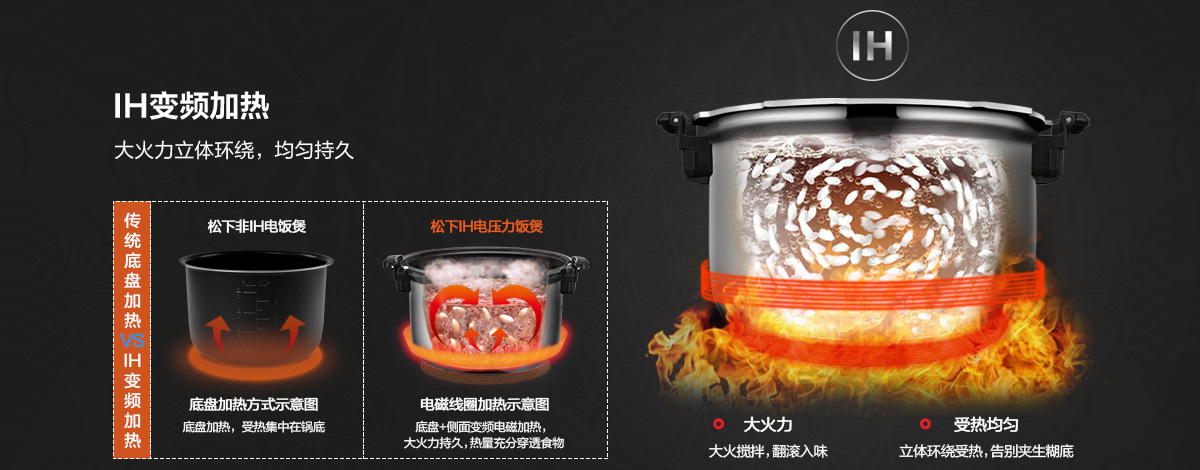 IH
IH变频加热
大火力立体环绕，均匀持久
传统底盘加热VS IH变频加热
松下非IH电饭煲
松下IH电压力饭煲
底盘加热方式示意图
底盘加热，受热集中在锅底
电磁线圈加热示意图
底盘+侧面变频电磁加热，
大火力持久，热量充分穿透食物
大火力
大火搅拌，翻滚入味
受热均匀
立体环绕受热，告别夹生糊底